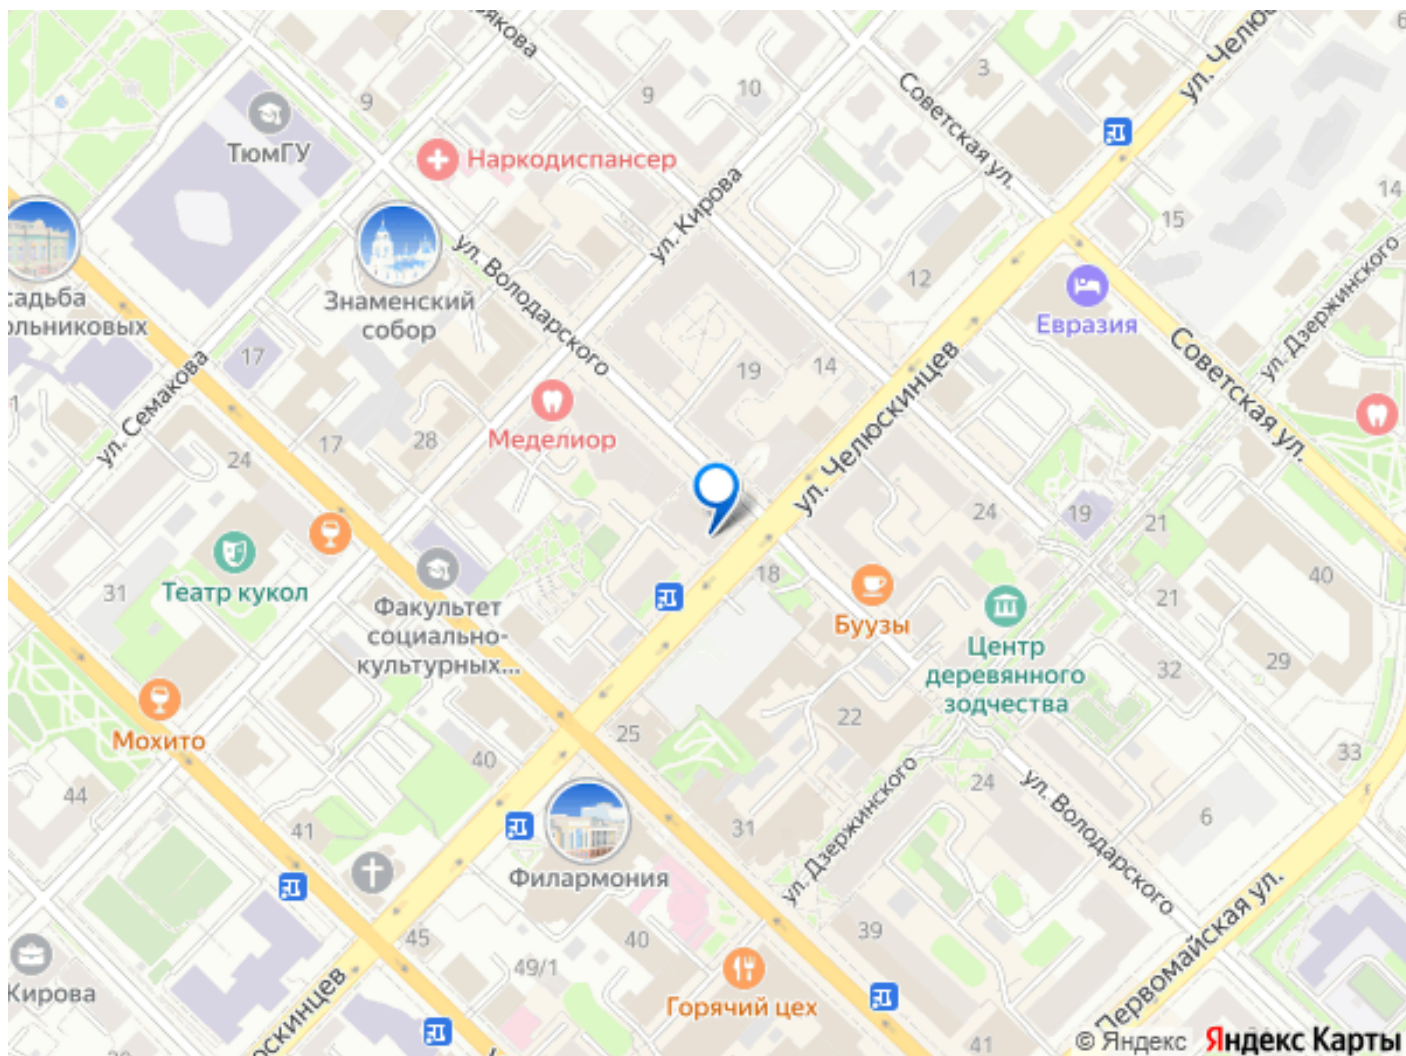 ул. Челю
3
Советская ул.
9
10
9
ТюмГУ
Наркодиспансер
ул. Кирова
14
15
ул. Володарского
12
Знаменский
собор
Евразия
ул. Дзержинского
17
19
14
ул. Челюскинцев
Советская ул.
ул. Семакова
17
28
Меделиор
24
24
19
21
31
Театр кукол
Факультет
социально-
культурных...
18
Буузы
40
21
Центр
деревянного
зодчества
32
29
Мохито
25
22
40
33
44
24
ул. Володарского
6
41
31
Филармония
ул. Дзержинского
Первомайская ул.
45
40
39
49/1
Кирова
Горячий цех
41
© Яндекс Яндекс Карты